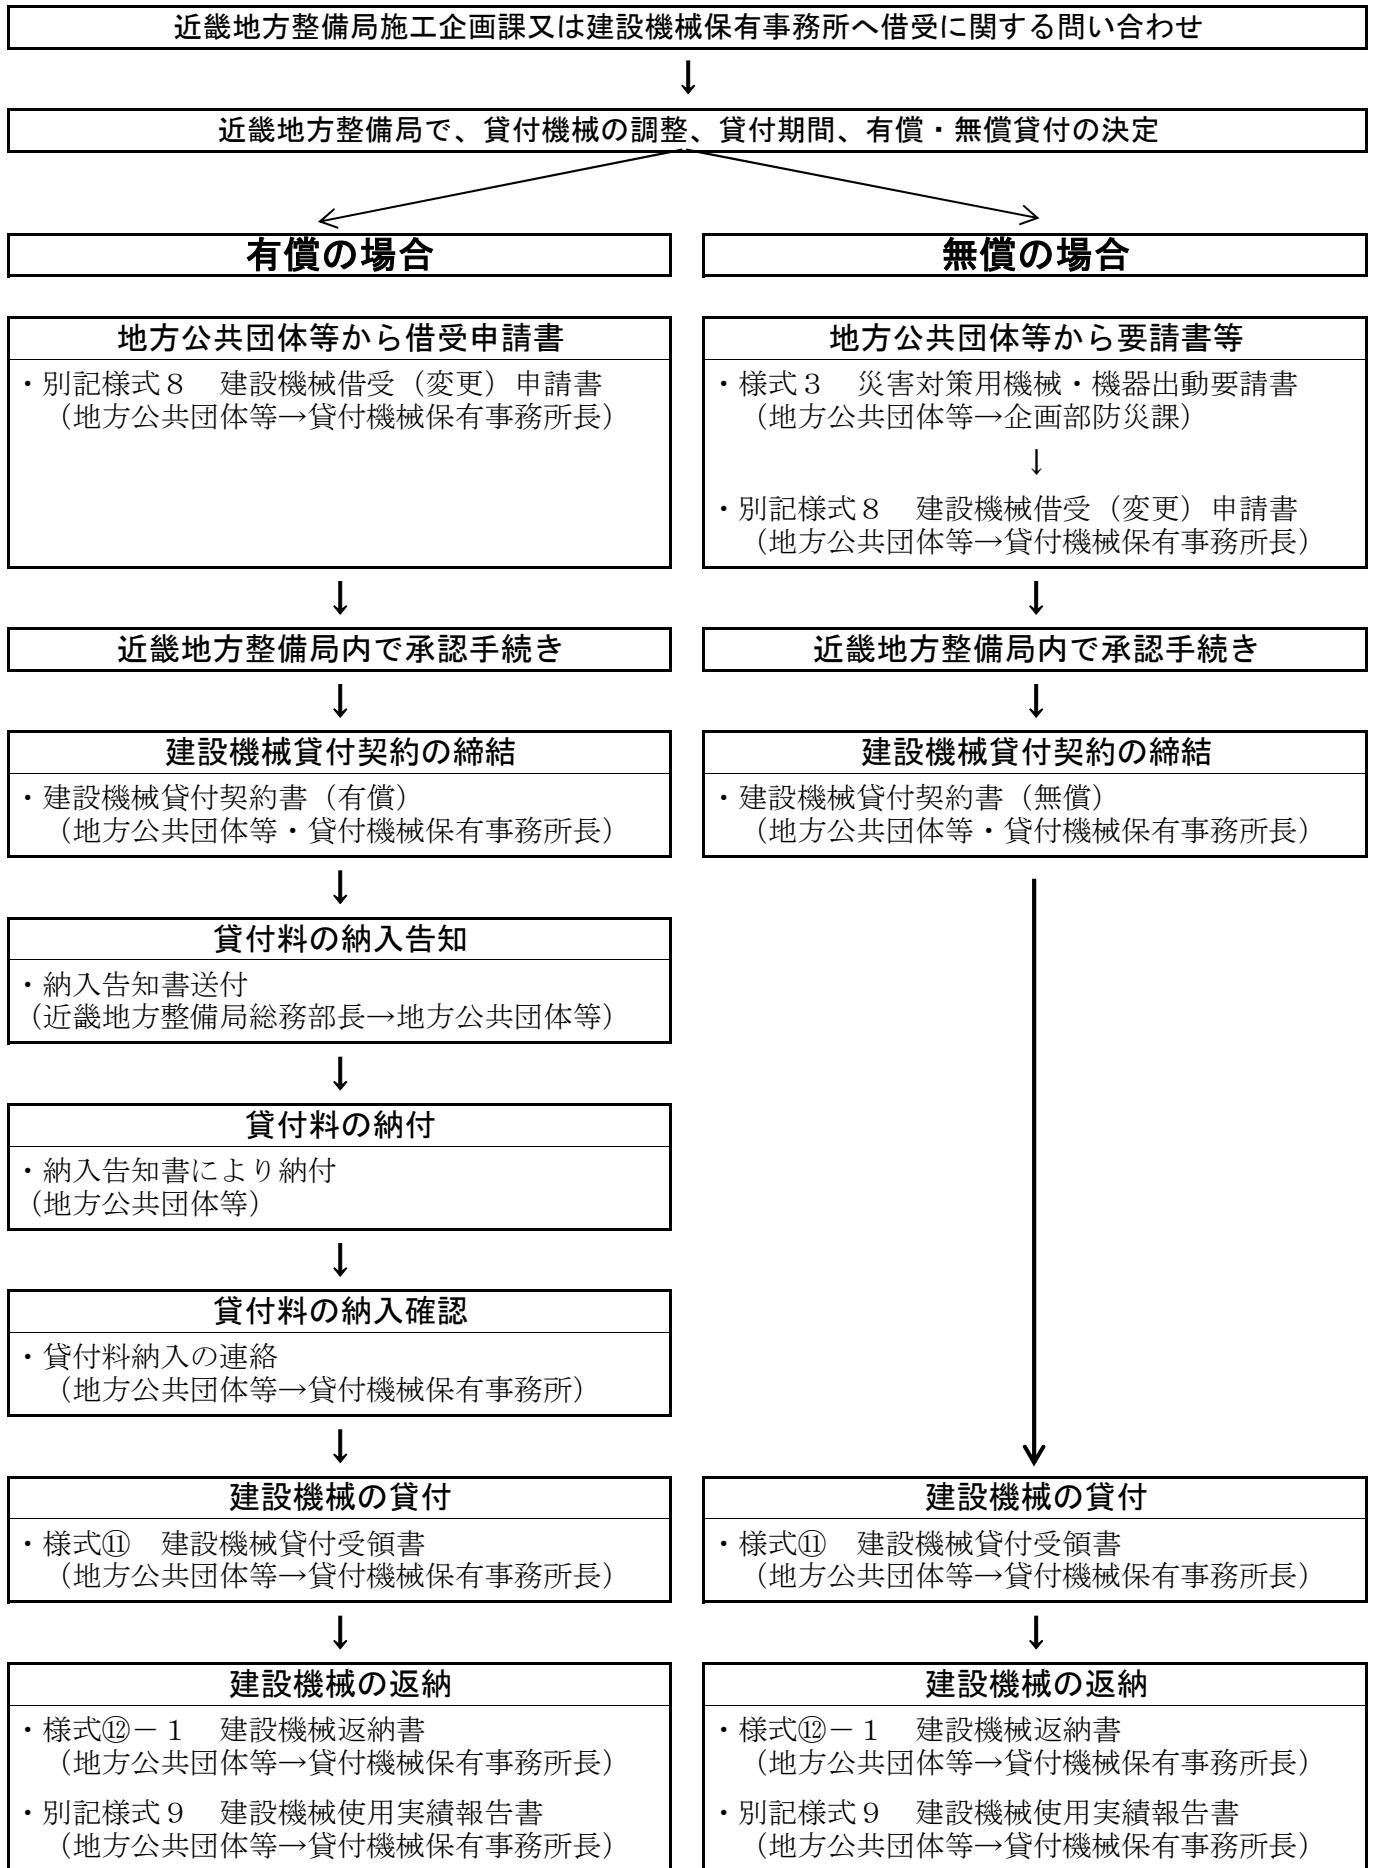 近畿地方整備局施工企画課又は建設機械保有事務所へ借受に関する問い合わせ
↓
近畿地方整備局で、貸付機械の調整、貸付期間、有償・無償貸付の決定
有償の場合
地方公共団体等から借受申請書
・別記様式8　建設機械借受（変更）申請書
（地方公共団体等→貸付機械保有事務所長）
↓
近畿地方整備局内で承認手続き
↓
建設機械貸付契約の締結
・建設機械貸付契約書（有償）
（地方公共団体等・貸付機械保有事務所長）
↓
貸付料の納入告知
・納入告知書送付
（近畿地方整備局総務部長→地方公共団体等）
↓
貸付料の納付
・納入告知書により納付
（地方公共団体等）
↓
貸付料の納入確認
・貸付料納入の連絡
（地方公共団体等→貸付機械保有事務所）
↓
建設機械の貸付
・様式⑪　建設機械貸付受領書
（地方公共団体等→貸付機械保有事務所長）
↓
建設機械の返納
・様式⑫－１　建設機械返納書
（地方公共団体等→貸付機械保有事務所長）
・別記様式９　建設機械使用実績報告書
（地方公共団体等→貸付機械保有事務所長）
無償の場合
地方公共団体等から要請書等
・様式３　災害対策用機械・機器出動要請書
（地方公共団体等→企画部防災課）
↓
・別記様式８　建設機械借受（変更）申請書
（地方公共団体等→貸付機械保有事務所長）
↓
近畿地方整備局内で承認手続き
↓
建設機械貸付契約の締結
・建設機械貸付契約書（無償）
（地方公共団体等・貸付機械保有事務所長）
建設機械の貸付
・様式⑪　建設機械貸付受領書
（地方公共団体等→貸付機械保有事務所長）
↓
建設機械の返納
・様式⑫－１　建設機械返納書
（地方公共団体等→貸付機械保有事務所長）
・別記様式９　建設機械使用実績報告書
（地方公共団体等→貸付機械保有事務所長）